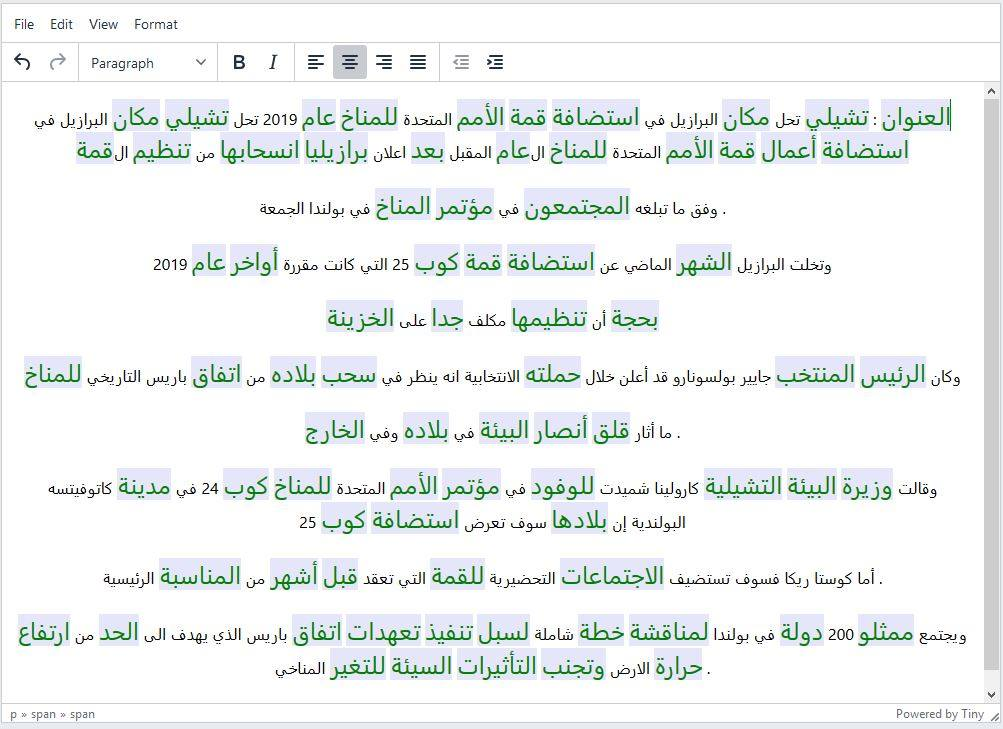 File Edit View Format
Paragraph B I
العنوان : تشيلي تحل مكان البرازيل في استضافة قمة الأمم المتحدة للمناخ عام 2019 تحل تشيلي مكان البرازيل في
استضافة أعمال قمة الأمم المتحدة للمناخ العام المقبل بعد اعلان برازيليا انسحابها من تنظيم القمة
. وفق ما تبلغه المجتمعون في مؤتمر المناخ في بولندا الجمعة
وتخلت البرازيل الشهر الماضي عن استضافة قمة كوب 25 التي كانت مقررة أواخر عام 2019
بحجة أن تنظيمها مكلف جدا على الخزينة
وكان الرئيس المنتخب جايير بولسونارو قد أعلن خلال حملته الانتخابية انه ينظر في سحب بلاده من اتفاق باريس التاريخي للمناخ
. ما أثار قلق أنصار البيئة في بلاده وفي الخارج
وقالت وزيرة البيئة التشيلية كارولينا شميدت للوفود في مؤتمر الأمم المتحدة للمناخ كوب 24 في مدينة كاتوفيتسه
البولندية إن بلادها سوف تعرض استضافة كوب 25
. أما كوستا ريكا فسوف تستضيف الاجتماعات التحضيرية للقمة التي تعقد قبل أشهر من المناسبة الرئيسية
ويجتمع ممثلو 200 دولة في بولندا لمناقشة خطة شاملة لسبل تنفيذ تعهدات اتفاق باريس الذي يهدف الى الحد من ارتفاع
. حرارة الارض وتجنب التأثيرات السيئة للتغير المناخي
p » span » span Powered by Tiny